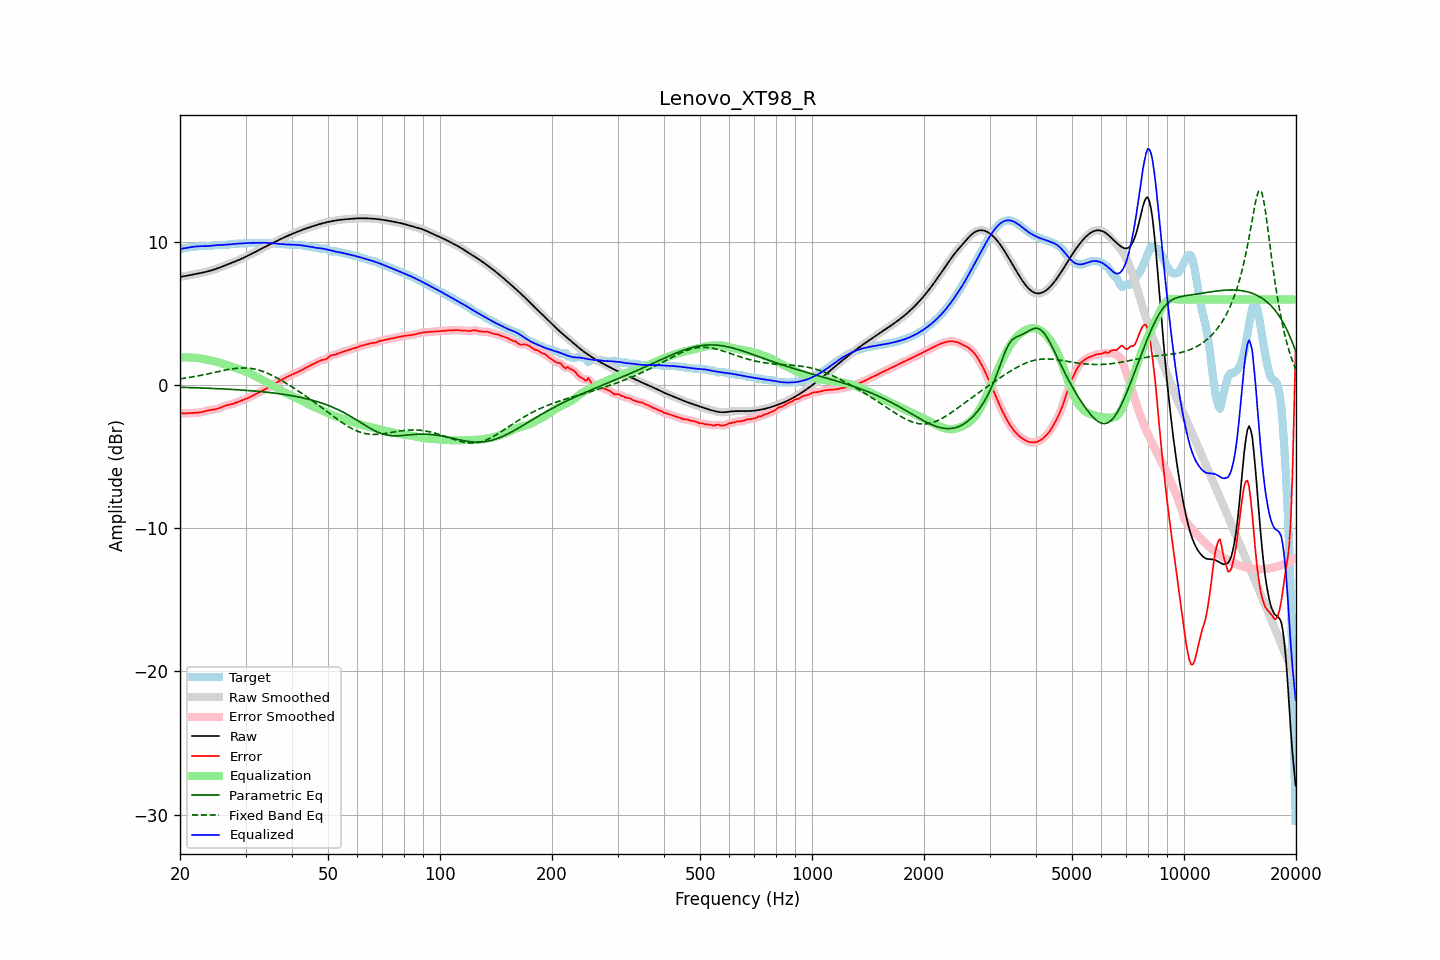 Lenovo_XT98_R
Amplitude (dBr)
10
0
−10
−20
−30
Target
Raw Smoothed
Error Smoothed
Raw
Error
Equalization
Parametric Eq
Fixed Band Eq
Equalized
20 50 100 200 500 1000 2000 5000 10000 20000
Frequency (Hz)